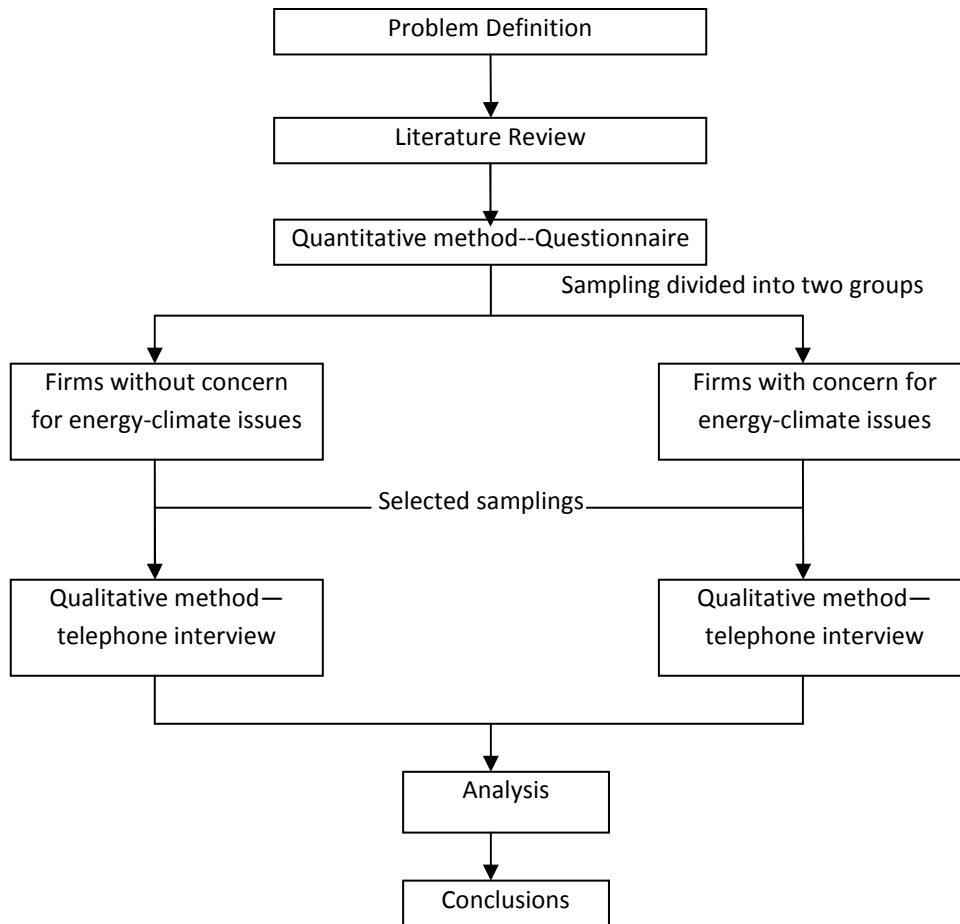 Problem Definition
Literature Review
Quantitative method--Questionnaire
Sampling divided into two groups
Firms without concern
for energy-climate issues
Firms with concern for
energy-climate issues
Selected samplings
Qualitative method—
telephone interview
Qualitative method—
telephone interview
Analysis
Conclusions